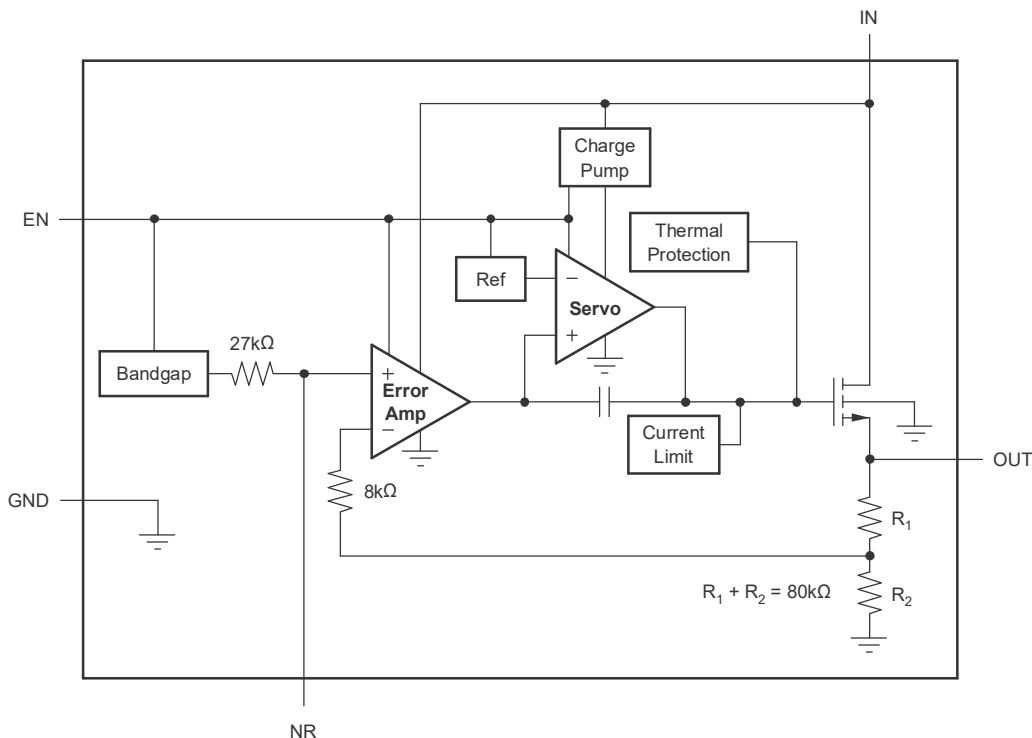 IN
Charge
Pump
EN
Thermal
Protection
Ref
−
Servo
+
27kΩ
Bandgap
+
Error
Amp
−
Current
Limit
OUT
8kΩ
GND
R1
R1 + R2 = 80kΩ
R2
NR